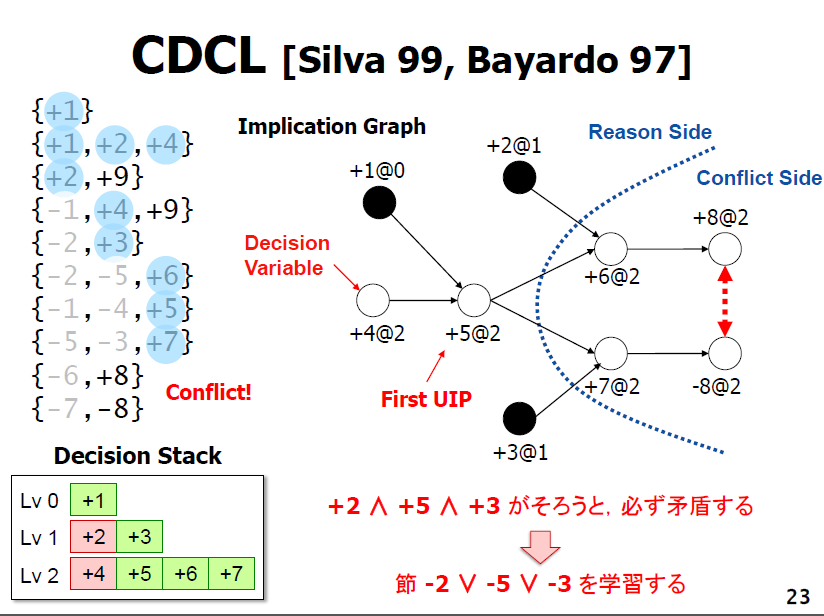 CDCL [Silva 99, Bayardo 97]
{+1}
{+1,+2,+4}
{+2,+9}
{-1,+4,+9}
{-2,+3}
{-2,-5,+6}
{-1,-4,+5}
{-5,-3,+7}
{-6,+8}
{-7,-8}
Conflict!
Implication Graph
Reason Side
Conflict Side
+1@0
+2@1
+8@2
Decision
Variable
+6@2
+4@2
+5@2
First UIP
+7@2
-8@2
+3@1
Decision Stack
Lv 0 +1
Lv 1 +2 +3
Lv 2 +4 +5 +6 +7
+2 ∧ +5 ∧ +3 がそろうと, 必ず矛盾する
節 -2 ∨ -5 ∨ -3 を学習する
23